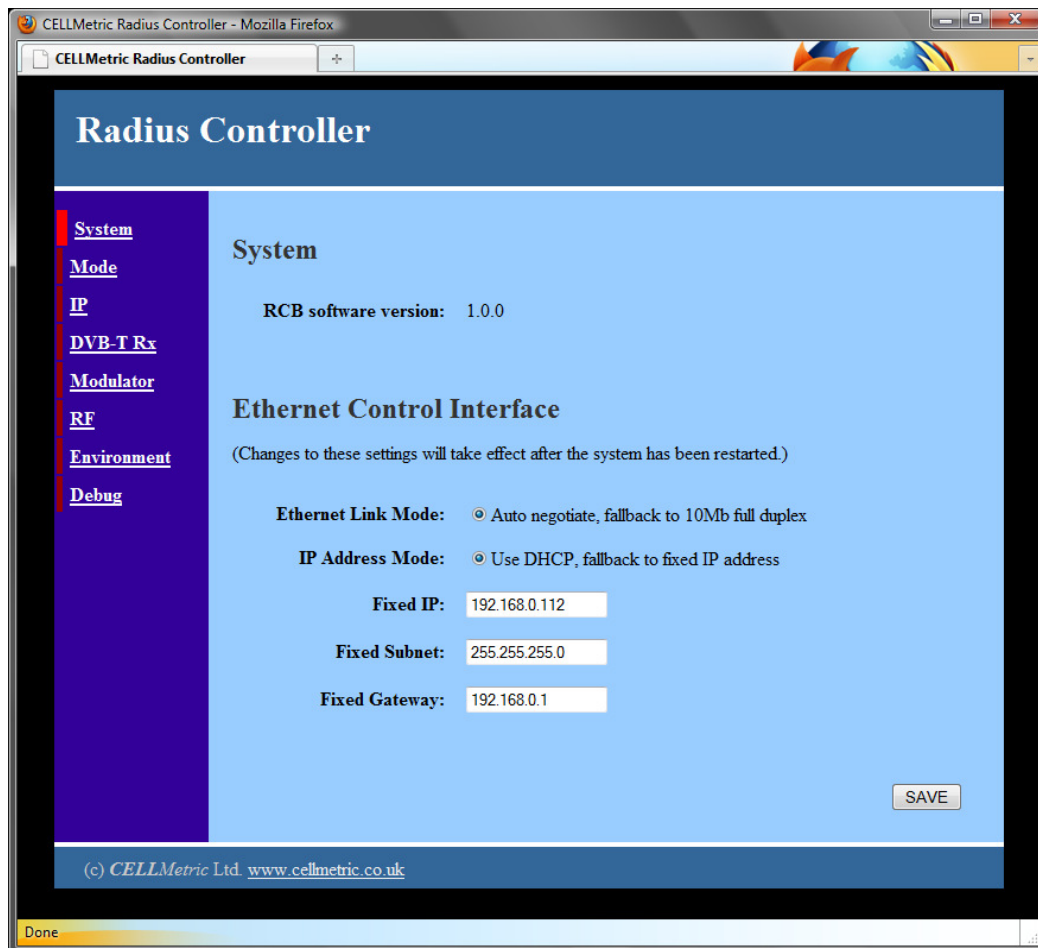 CELLMetric Radius Controller - Mozilla Firefox
CELLMetric Radius Controller
Radius Controller
System
Mode
IP
DVB-T Rx
Modulator
RF
Environment
Debug
System
RCB software version: 1.0.0
Ethernet Control Interface
(Changes to these settings will take effect after the system has been restarted.)
Ethernet Link Mode: Auto negotiate, fallback to 10Mb full duplex
IP Address Mode: Use DHCP, fallback to fixed IP address
Fixed IP: 192.168.0.112
Fixed Subnet: 255.255.255.0
Fixed Gateway: 192.168.0.1
SAVE
(c) CELLMetric Ltd. www.cellmetric.co.uk
Done